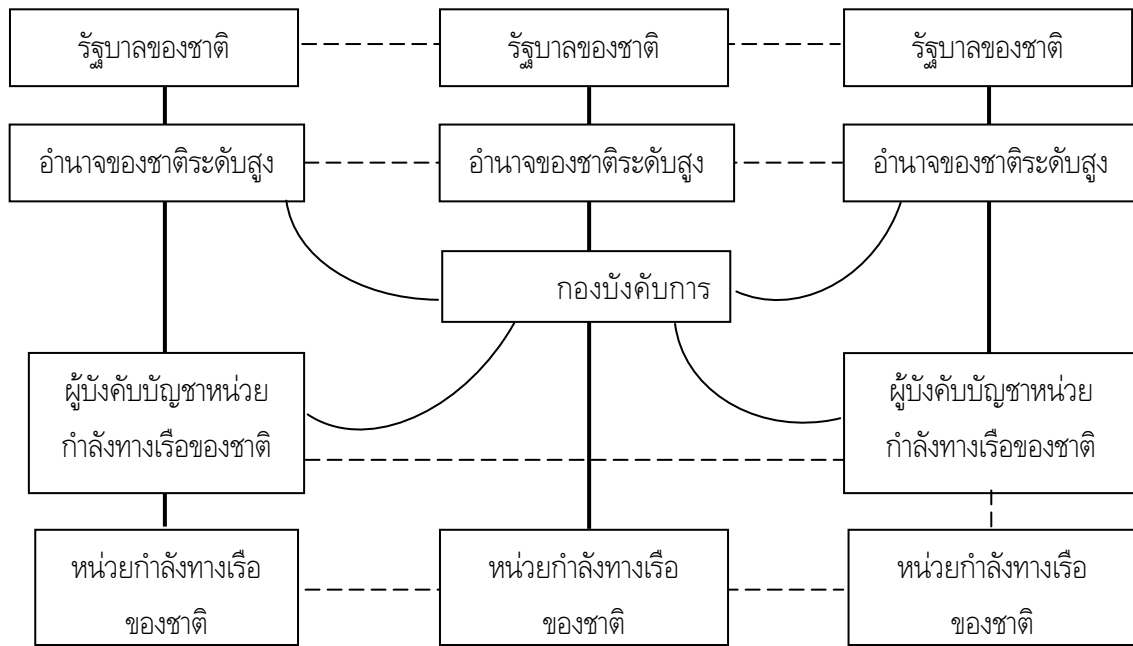 รัฐบาลของชาติ
รัฐบาลของชาติ
รัฐบาลของชาติ
อำนาจของชาติระดับสูง
อำนาจของชาติระดับสูง
อำนาจของชาติระดับสูง
กองบังคับการ
ผู้บังคับบัญชาหน่วย
กำลังทางเรือของชาติ
ผู้บังคับบัญชาหน่วย
กำลังทางเรือของชาติ
หน่วยกำลังทางเรือ
ของชาติ
หน่วยกำลังทางเรือ
ของชาติ
หน่วยกำลังทางเรือ
ของชาติ